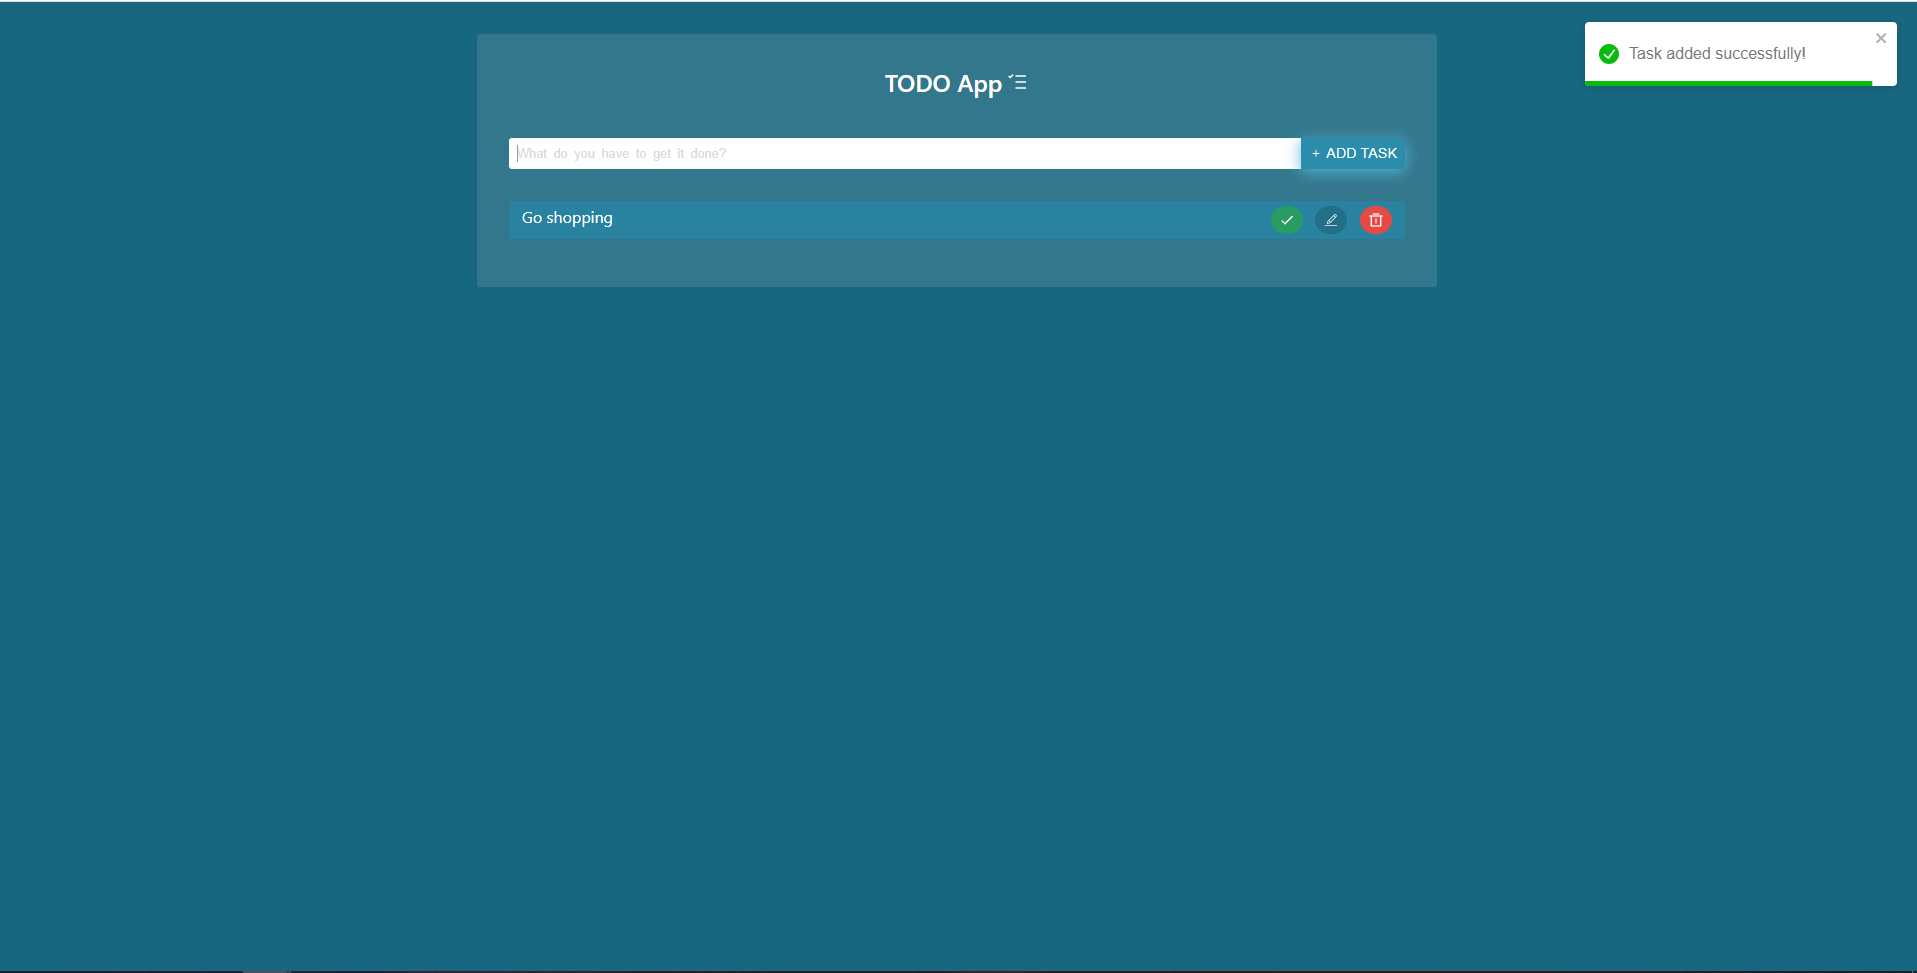 TODO App
Task added successfully!
What do you have to get it done?
+ ADD TASK
Go shopping